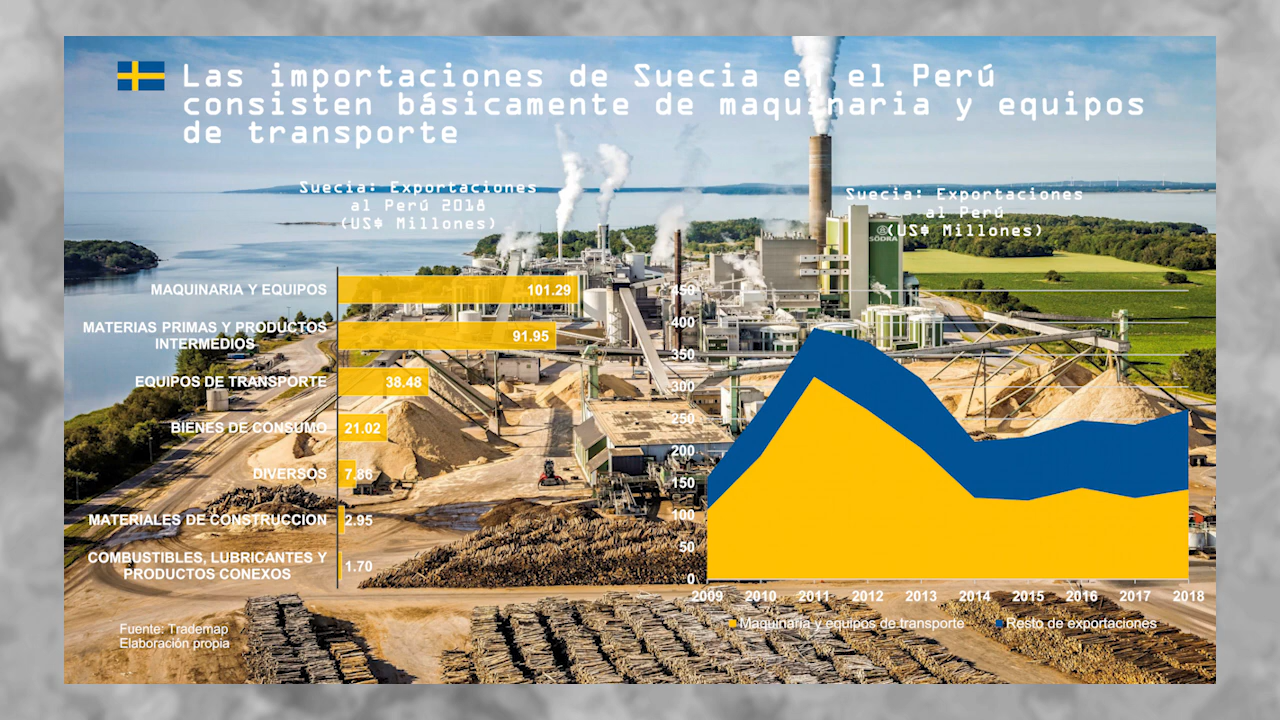 Las importaciones de Suecia en el Perú
consisten básicamente de maquinaria y equipos
de transporte
Suecia: Exportaciones
al Perú 2018
(US$ Millones)
MAQUINARIA Y EQUIPOS
101.29
MATERIAS PRIMAS Y PRODUCTOS
INTERMEDIOS
91.95
EQUIPOS DE TRANSPORTE
38.48
BIENES DE CONSUMO
21.02
DIVERSOS
7.86
MATERIALES DE CONSTRUCCION
2.95
COMBUSTIBLES, LUBRICANTES Y
PRODUCTOS CONEXOS
1.70
Fuente: Trademap
Elaboración propia
Suecia: Exportaciones
al Perú
(US$ Millones)
SÖDRA
450
400
350
300
250
200
150
100
50
0
2009 2010 2011 2012 2013 2014 2015 2016 2017 2018
Maquinaria y equipos de transporte Resto de exportaciones